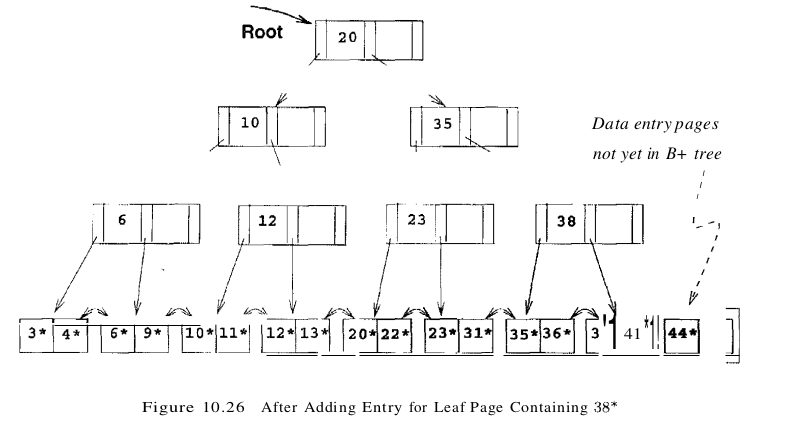 Root
20
10 35
Data entry pages
not yet in B+ tree
6 12 23 38
3* 4* 6* 9* 10* 11* 12* 13* 20* 22* 23* 31* 35* 36* 3 41* 44*
Figure 10.26 After Adding Entry for Leaf Page Containing 38*